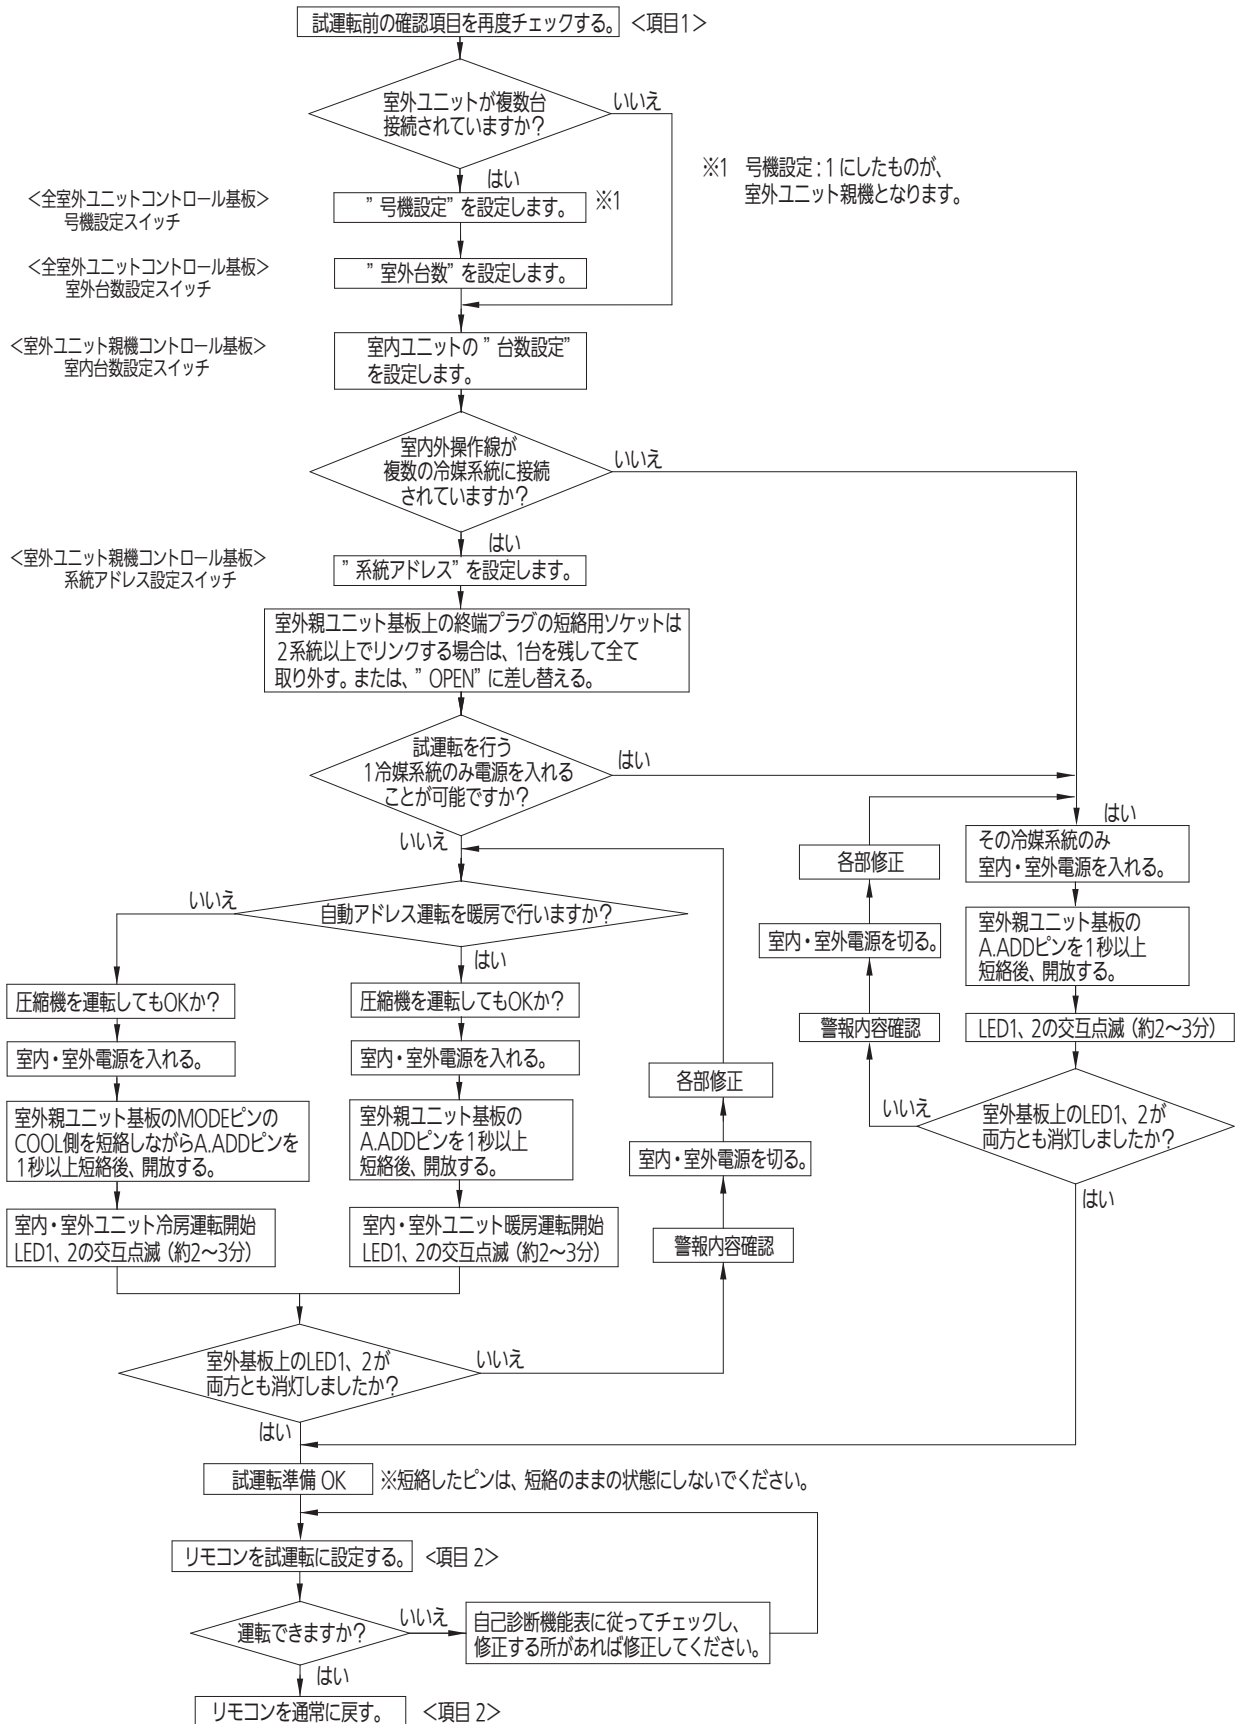 試運転前の確認項目を再度チェックする。 <項目1>
室外ユニットが複数台
接続されていますか?
いいえ
※1 号機設定:1 にしたものが、
室外ユニット親機となります。
はい
<全室外ユニットコントロール基板>
号機設定スイッチ
” 号機設定” を設定します。 ※1
<全室外ユニットコントロール基板>
室外台数設定スイッチ
” 室外台数” を設定します。
<室外ユニット親機コントロール基板>
室内台数設定スイッチ
室内ユニットの ” 台数設定”
を設定します。
室内外操作線が
複数の冷媒系統に接続
されていますか?
いいえ
はい
<室外ユニット親機コントロール基板>
系統アドレス設定スイッチ
” 系統アドレス” を設定します。
室外親ユニット基板上の終端プラグの短絡用ソケットは
2系統以上でリンクする場合は、1台を残して全て
取り外す。または、” OPEN” に差し替える。
試運転を行う
1冷媒系統のみ電源を入れる
ことが可能ですか?
はい
いいえ
自動アドレス運転を暖房で行いますか?
いいえ
はい
圧縮機を運転してもOKか?
室内・室外電源を入れる。
室外親ユニット基板のMODEピンの
COOL側を短絡しながらA.ADDピンを
1秒以上短絡後、開放する。
室内・室外ユニット冷房運転開始
LED1、2の交互点滅(約2〜3分)
圧縮機を運転してもOKか?
室内・室外電源を入れる。
室外親ユニット基板の
A.ADDピンを1秒以上
短絡後、開放する。
室内・室外ユニット暖房運転開始
LED1、2の交互点滅(約2〜3分)
各部修正
室内・室外電源を切る。
警報内容確認
各部修正
室内・室外電源を切る。
警報内容確認
はい
その冷媒系統のみ
室内・室外電源を入れる。
室外親ユニット基板の
A.ADDピンを1秒以上
短絡後、開放する。
LED1、2の交互点滅(約2〜3分)
いいえ
室外基板上のLED1、2が
両方とも消灯しましたか?
はい
室外基板上のLED1、2が
両方とも消灯しましたか?
いいえ
はい
試運転準備 OK ※短絡したピンは、短絡のままの状態にしないでください。
リモコンを試運転に設定する。 <項目 2>
運転できますか?
いいえ
自己診断機能表に従ってチェックし、
修正する所があれば修正してください。
はい
リモコンを通常に戻す。 <項目 2>